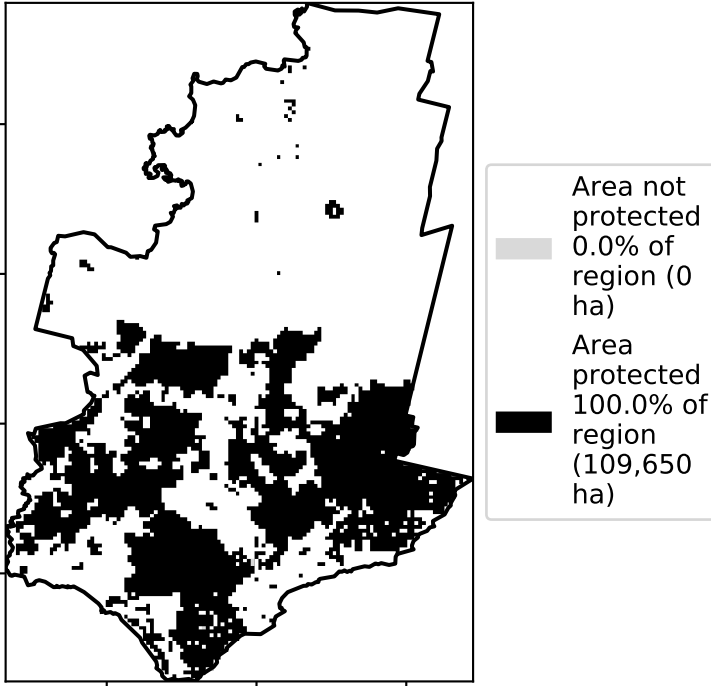 Area not
protected
0.0% of
region (0
ha)
Area
protected
100.0% of
region
(109,650
ha)